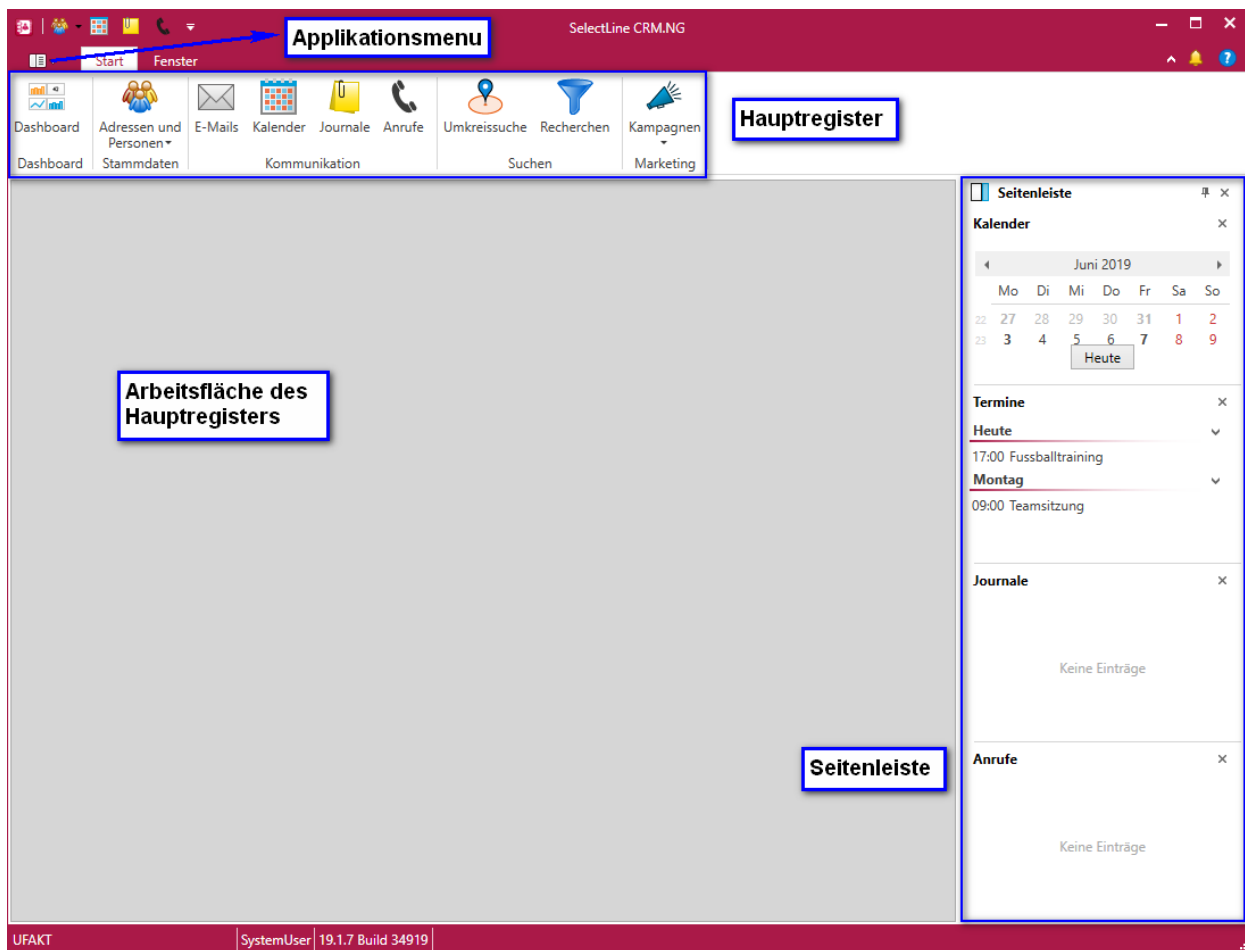 SelectLine CRM.NG
Applikationsmenu
Start Fenster
Dashboard
Adressen und
Personen
E-Mails
Kalender
Journale
Anrufe
Umkreissuche
Recherchen
Kampagnen
Dashboard Stammdaten Kommunikation Suchen Marketing
Hauptregister
Seitenleiste
Kalender
Juni 2019
Mo Di Mi Do Fr Sa So
22 27 28 29 30 31 1 2
23 3 4 5 6 7 8 9
Heute
Arbeitsfläche des
Hauptregisters
Termine
Heute
17:00 Fussballtraining
Montag
09:00 Teamsitzung
Journale
Keine Einträge
Seitenleiste
Anrufe
Keine Einträge
UFAKT SystemUser 19.1.7 Build 34919